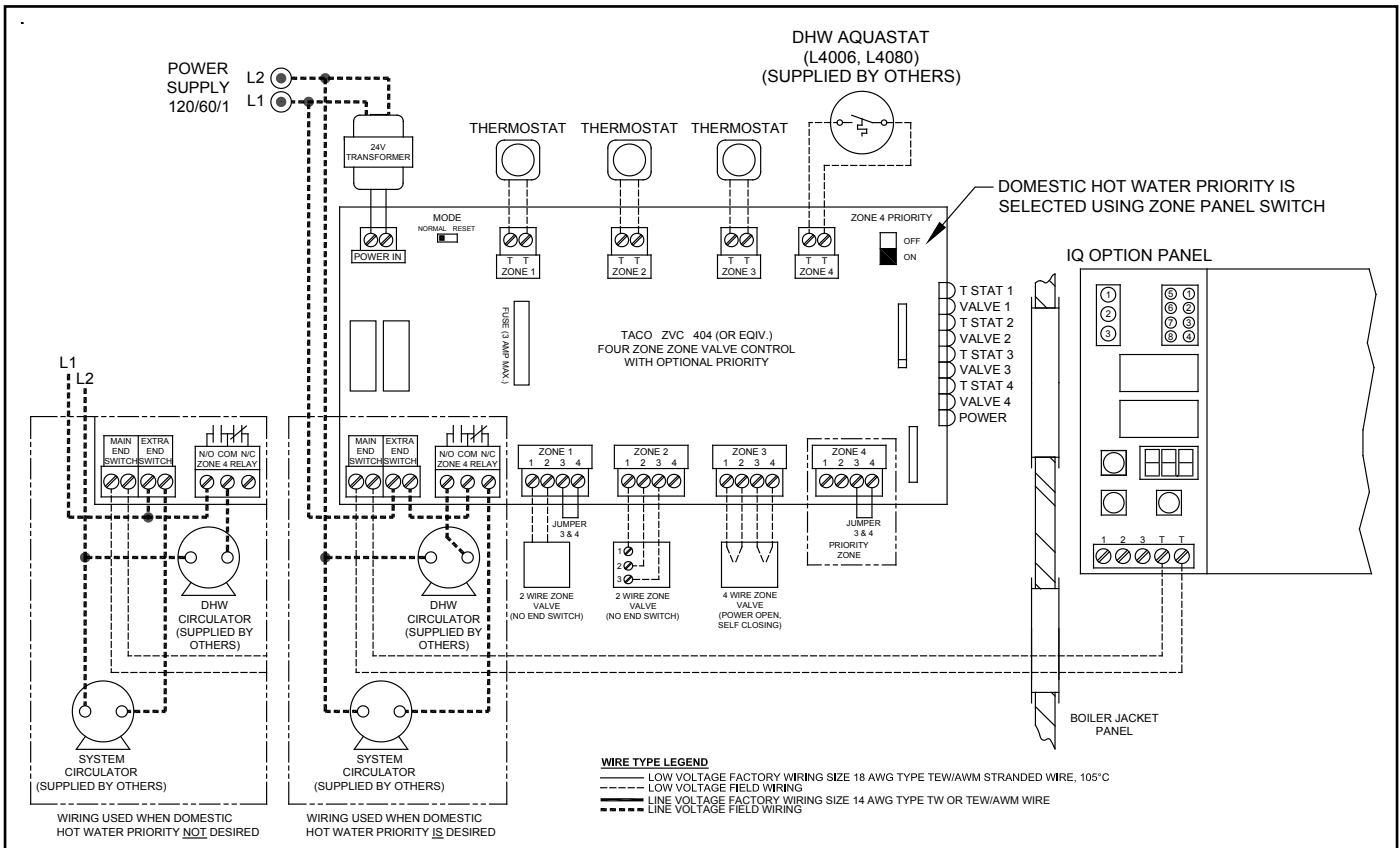 DHW AQUASTAT
(L4006, L4080)
(SUPPLIED BY OTHERS)
POWER
SUPPLY
120/60/1
L2
L1
24V
TRANSFORMER
THERMOSTAT
THERMOSTAT
THERMOSTAT
DOMESTIC HOT WATER PRIORITY IS
SELECTED USING ZONE PANEL SWITCH
MODE
NORMAL RESET
ZONE 4 PRIORITY
OFF
ON
POWER IN
T T
ZONE 1
T T
ZONE 2
T T
ZONE 3
T T
ZONE 4
IQ OPTION PANEL
1
2
3
5 1
6 2
7 3
8 4
FUSE (3 AMP MAX.)
TACO ZVC 404 (OR EQIV.)
FOUR ZONE ZONE VALVE CONTROL
WITH OPTIONAL PRIORITY
T STAT 1
VALVE 1
T STAT 2
VALVE 2
T STAT 3
VALVE 3
T STAT 4
VALVE 4
POWER
L1
L2
MAIN
END
SWITCH
EXTRA
END
SWITCH
N/O COM N/C
ZONE 4 RELAY
MAIN
END
SWITCH
EXTRA
END
SWITCH
N/O COM N/C
ZONE 4 RELAY
ZONE 1
1 2 3 4
ZONE 2
1 2 3 4
ZONE 3
1 2 3 4
ZONE 4
1 2 3 4
JUMPER
3 & 4
1
2
3
JUMPER
3 & 4
PRIORITY
ZONE
1 2 3 T T
2 WIRE ZONE
VALVE
(NO END SWITCH)
2 WIRE ZONE
VALVE
(NO END SWITCH)
4 WIRE ZONE
VALVE
(POWER OPEN,
SELF CLOSING)
DHW
CIRCULATOR
(SUPPLIED BY
OTHERS)
DHW
CIRCULATOR
(SUPPLIED BY
OTHERS)
BOILER JACKET
PANEL
SYSTEM
CIRCULATOR
(SUPPLIED BY OTHERS)
SYSTEM
CIRCULATOR
(SUPPLIED BY OTHERS)
WIRE TYPE LEGEND
LOW VOLTAGE FACTORY WIRING SIZE 18 AWG TYPE TEW/AWM STRANDED WIRE, 105°C
LOW VOLTAGE FIELD WIRING
LINE VOLTAGE FACTORY WIRING SIZE 14 AWG TYPE TW OR TEW/AWM WIRE
LINE VOLTAGE FIELD WIRING
WIRING USED WHEN DOMESTIC
HOT WATER PRIORITY NOT DESIRED
WIRING USED WHEN DOMESTIC
HOT WATER PRIORITY IS DESIRED